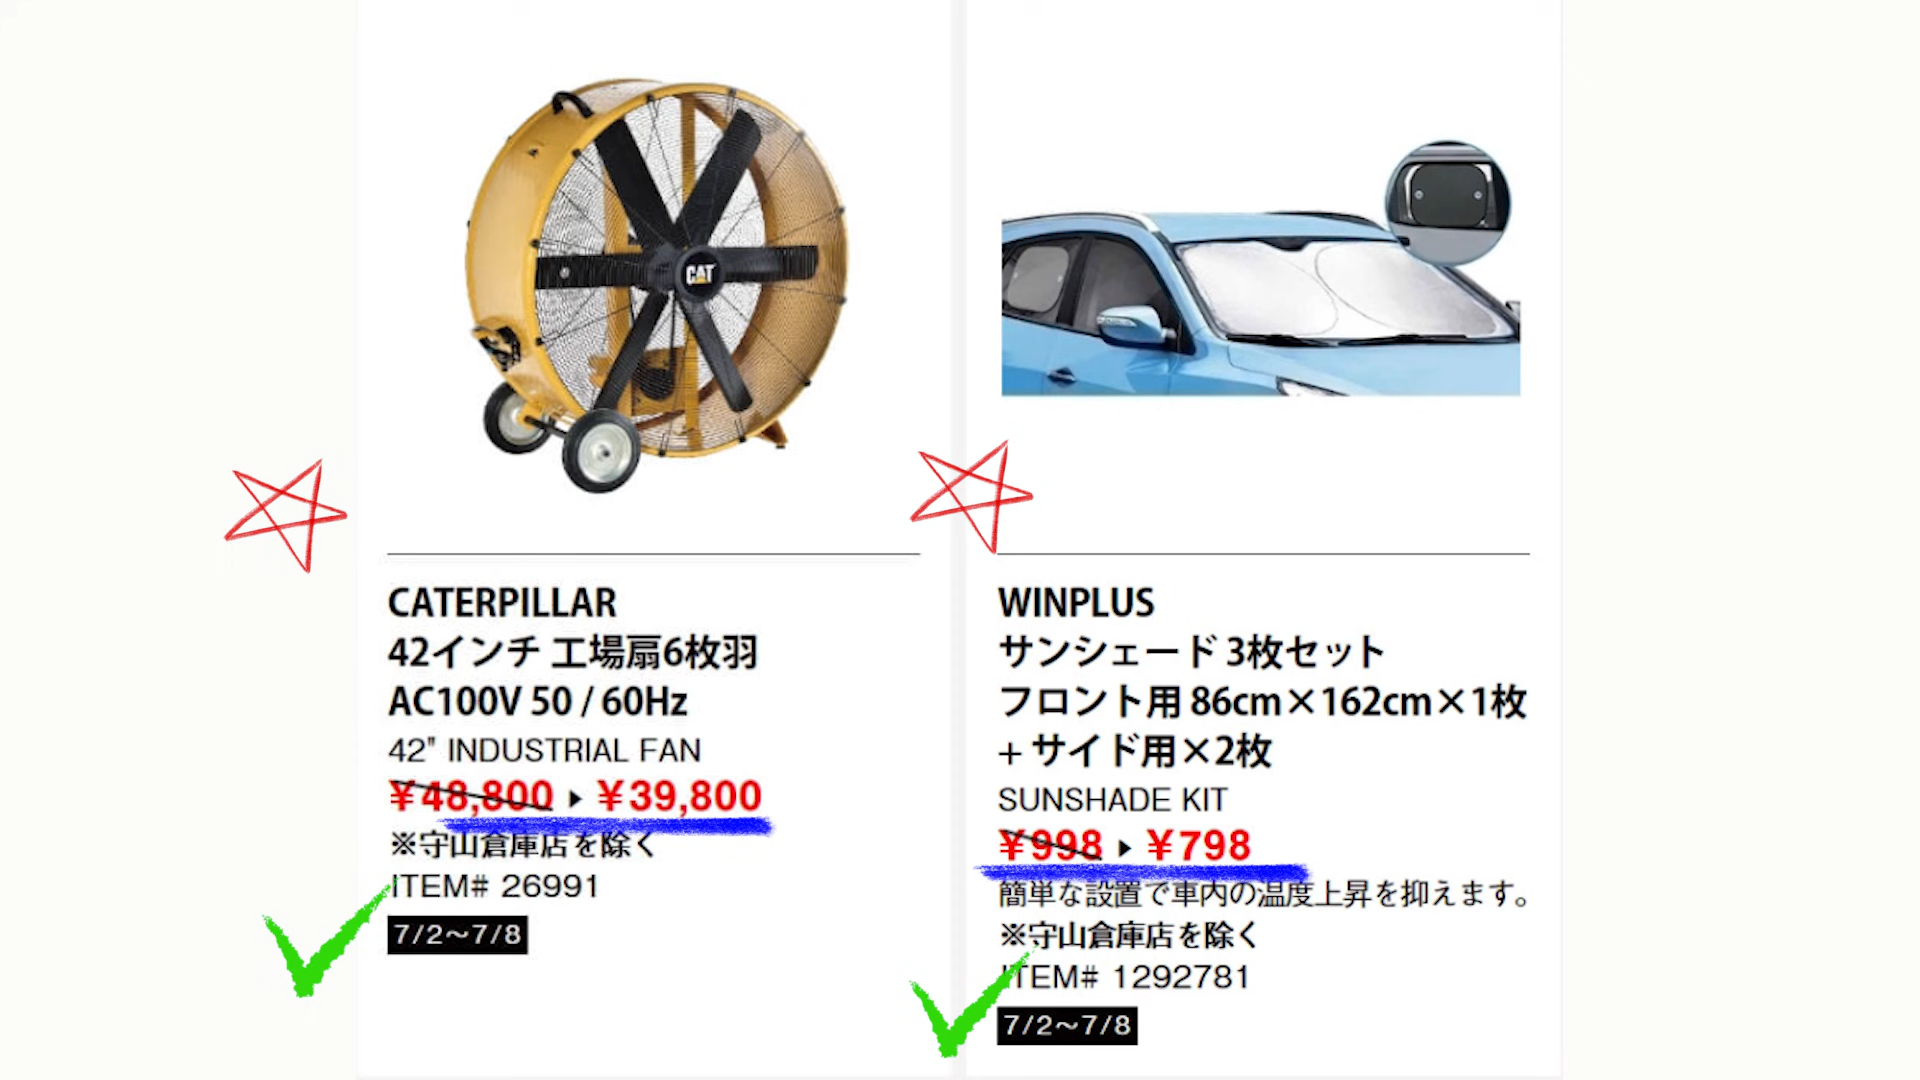 CAT
CATERPILLAR
42インチ 工場扇6枚羽
AC100V 50 / 60Hz
42" INDUSTRIAL FAN
¥48,800 ▶ ¥39,800
※守山倉庫店を除く
ITEM# 26991
7/2〜7/8
WINPLUS
サンシェード 3枚セット
フロント用 86cm×162cm×1枚
+ サイド用×2枚
SUNSHADE KIT
¥998 ▶ ¥798
簡単な設置で車内の温度上昇を抑えます。
※守山倉庫店を除く
ITEM# 1292781
7/2〜7/8